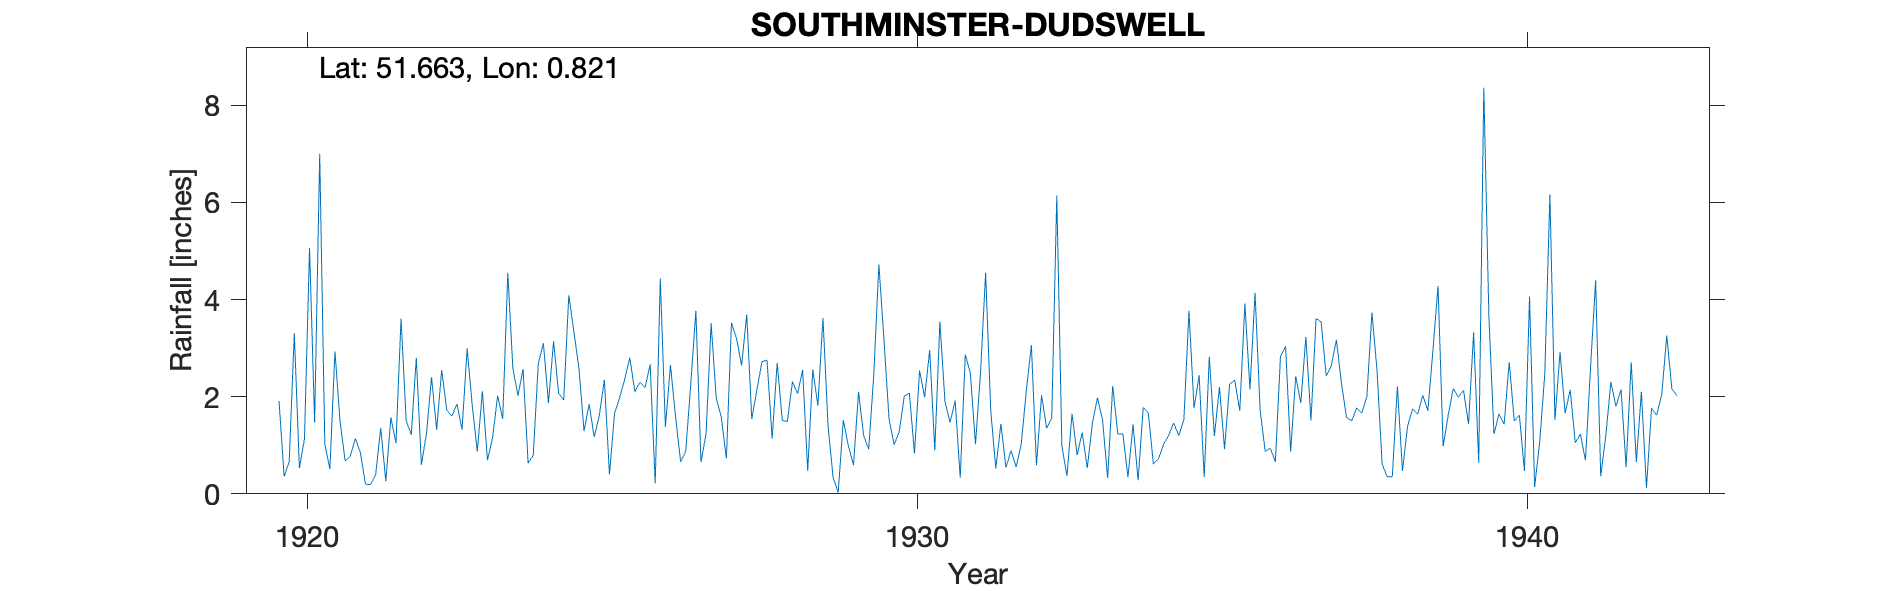 SOUTHMINSTER-DUDSWELL
Lat: 51.663, Lon: 0.821
Rainfall [inches]
8
6
4
2
0
1920 1930 1940
Year